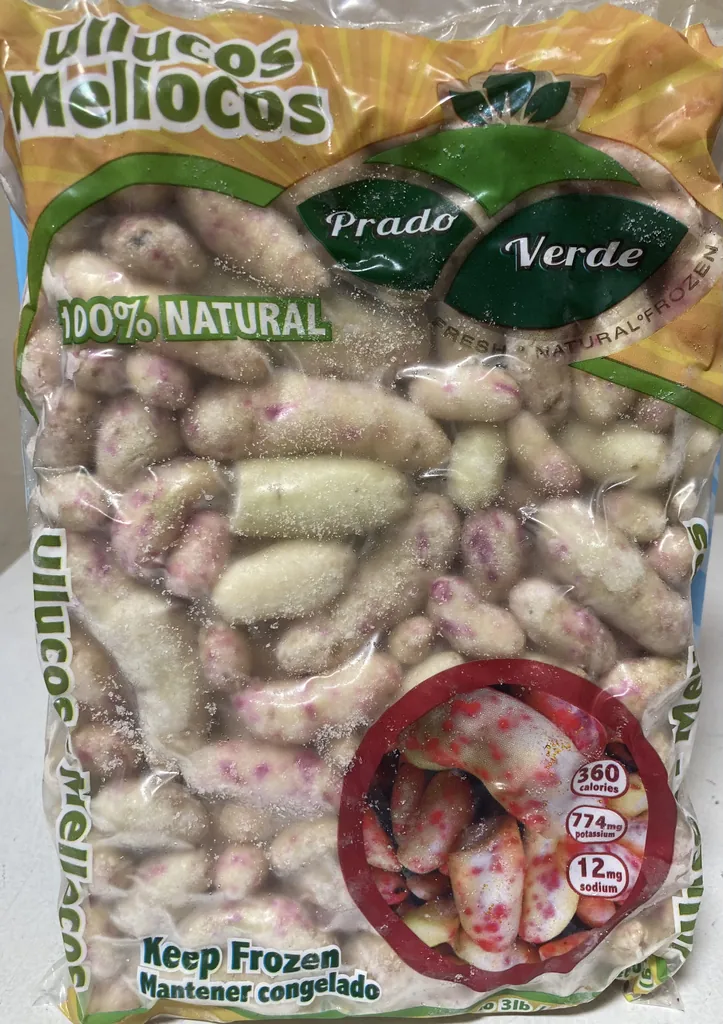 Ullucos
Mellocos
Prado
Verde
FRESH NATURAL FROZEN
100% NATURAL
Ullucos - Mellocos
360
calories
774mg
potassium
12mg
sodium
Keep Frozen
Mantener congelado
3lb